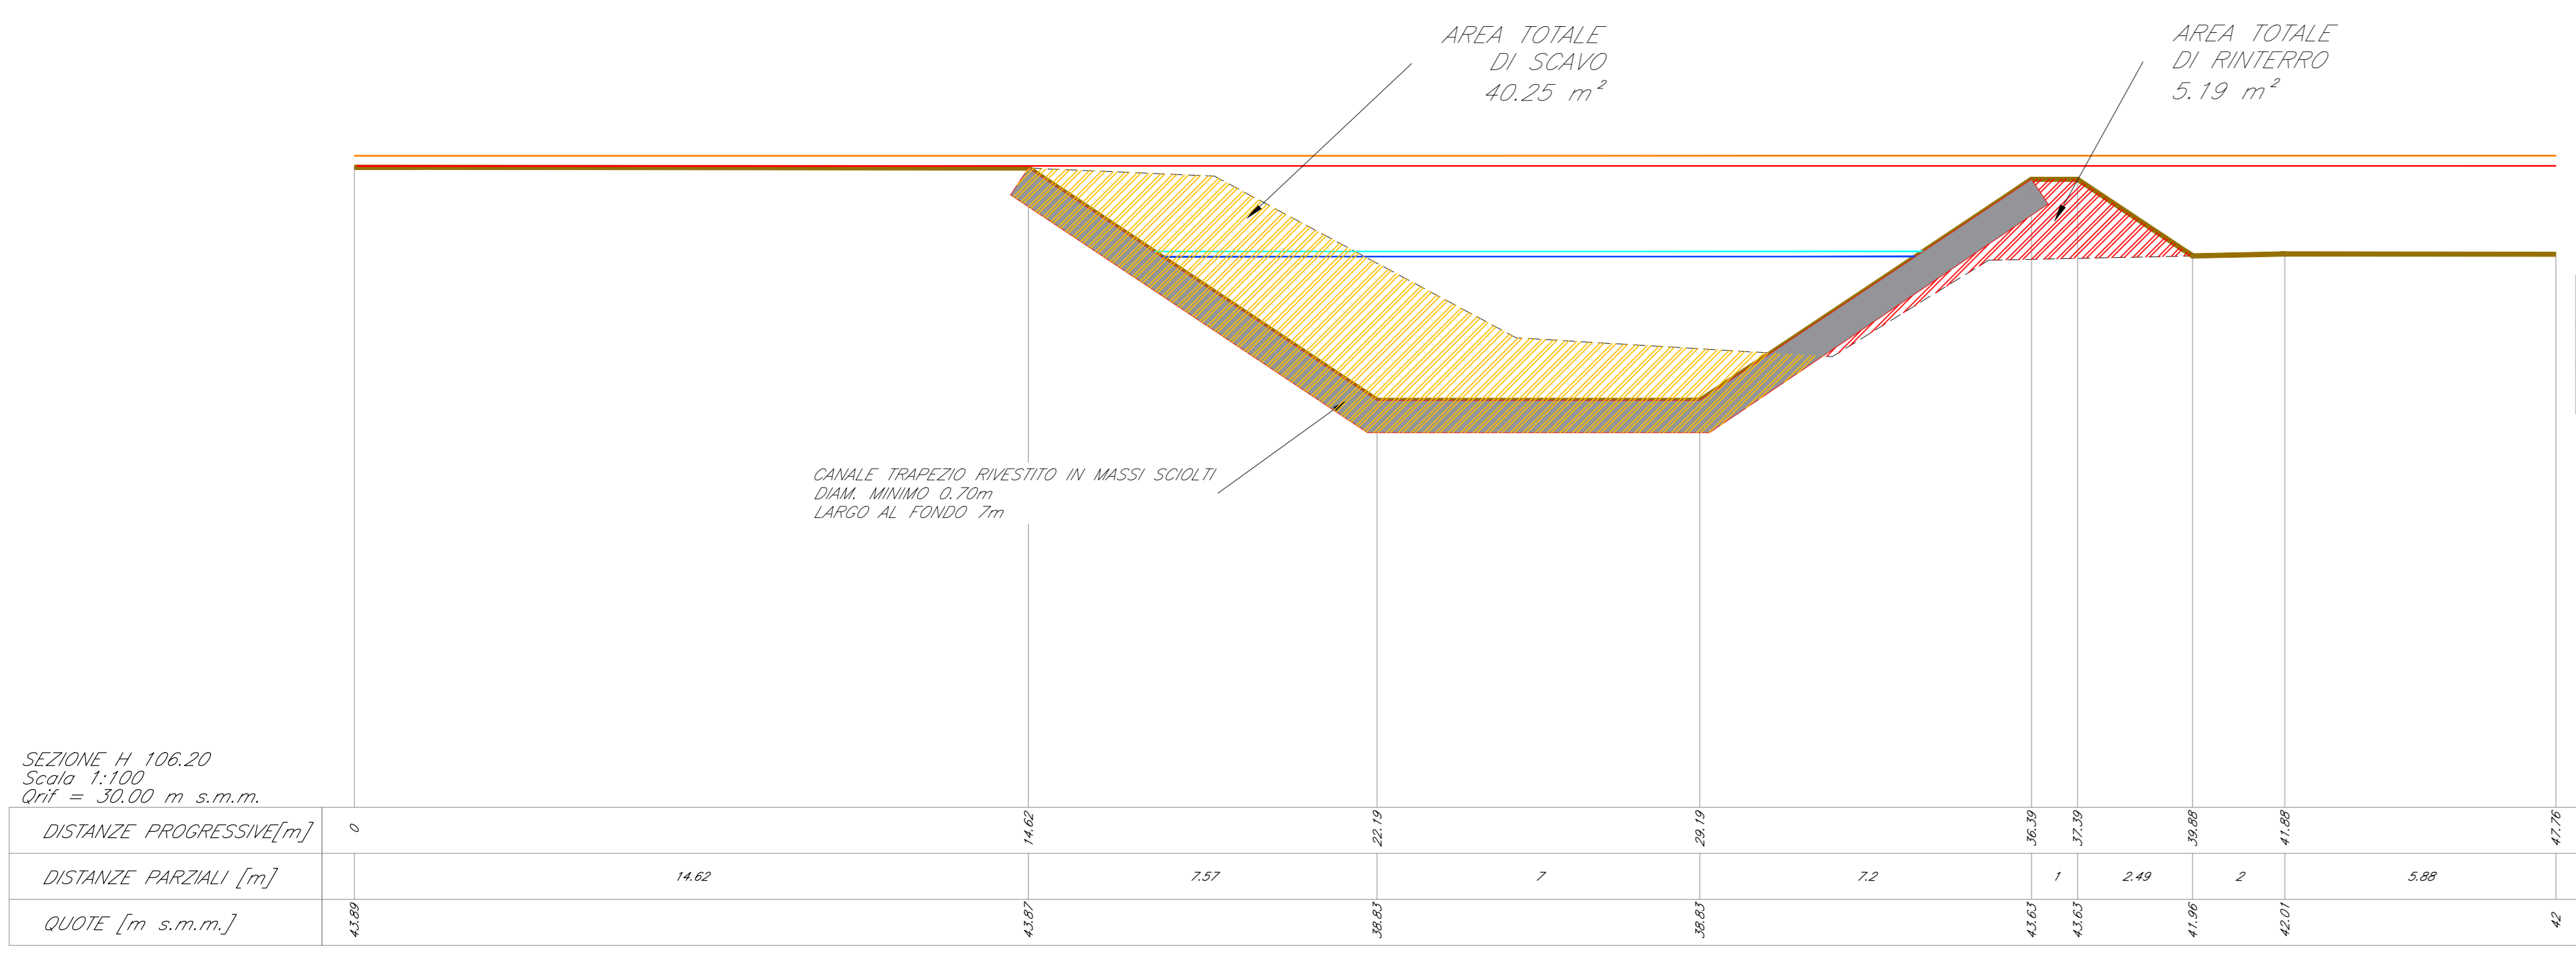 AREA TOTALE
DI SCAVO
40.25 m²
AREA TOTALE
DI RINTERRO
5.19 m²
CANALE TRAPEZIO RIVESTITO IN MASSI SCIOLTI
DIAM. MINIMO 0.70m
LARGO AL FONDO 7m
SEZIONE H 106.20
Scala 1:100
Qrif = 30.00 m s.m.m.
DISTANZE PROGRESSIVE[m] 0 14.62 22.19 29.19 36.39 37.39 39.88 41.88 47.76
DISTANZE PARZIALI [m] 14.62 7.57 7 7.2 1 2.49 2 5.88
QUOTE [m s.m.m.] 43.89 43.87 38.83 38.83 43.63 43.63 41.96 42.01 42